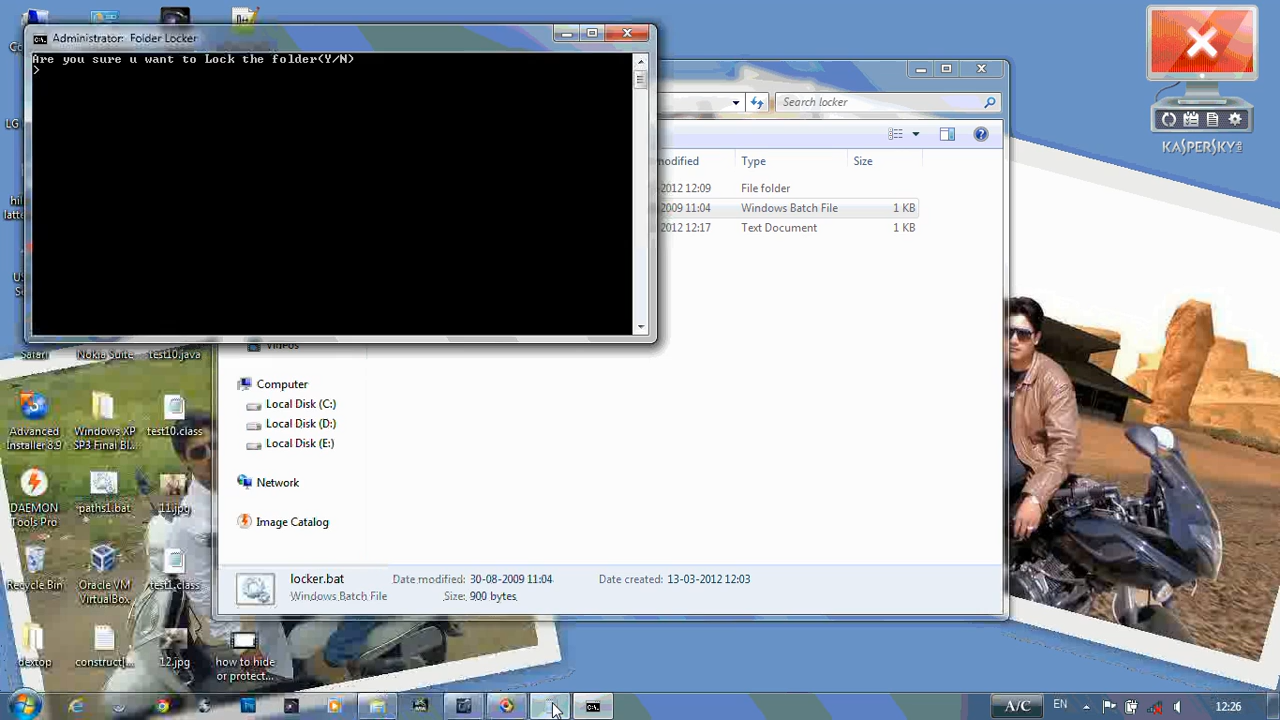 Administrator: Folder Locker
Are you sure u want to Lock the folder(Y/N)
>
Search locker
modified
Type
Size
2012 12:09
File folder
2009 11:04
Windows Batch File
1 KB
2012 12:17
Text Document
1 KB
KASPERSKY
LG
Safari
Nokia Suite
test10.java
Videos
Computer
Local Disk (C:)
Local Disk (D:)
Local Disk (E:)
Network
Image Catalog
Advanced
Installer 8.9
Windows XP
SP3 Final Bl...
test10.class
DAEMON
Tools Pro
paths1.bat
11.jpg
Recycle Bin
Oracle VM
VirtualBox
test1.class
locker.bat
Date modified: 30-08-2009 11:04
Date created: 13-03-2012 12:03
Windows Batch File
Size: 900 bytes
dextop
construct...
12.jpg
how to hide
or protect...
A/C
EN
12:26